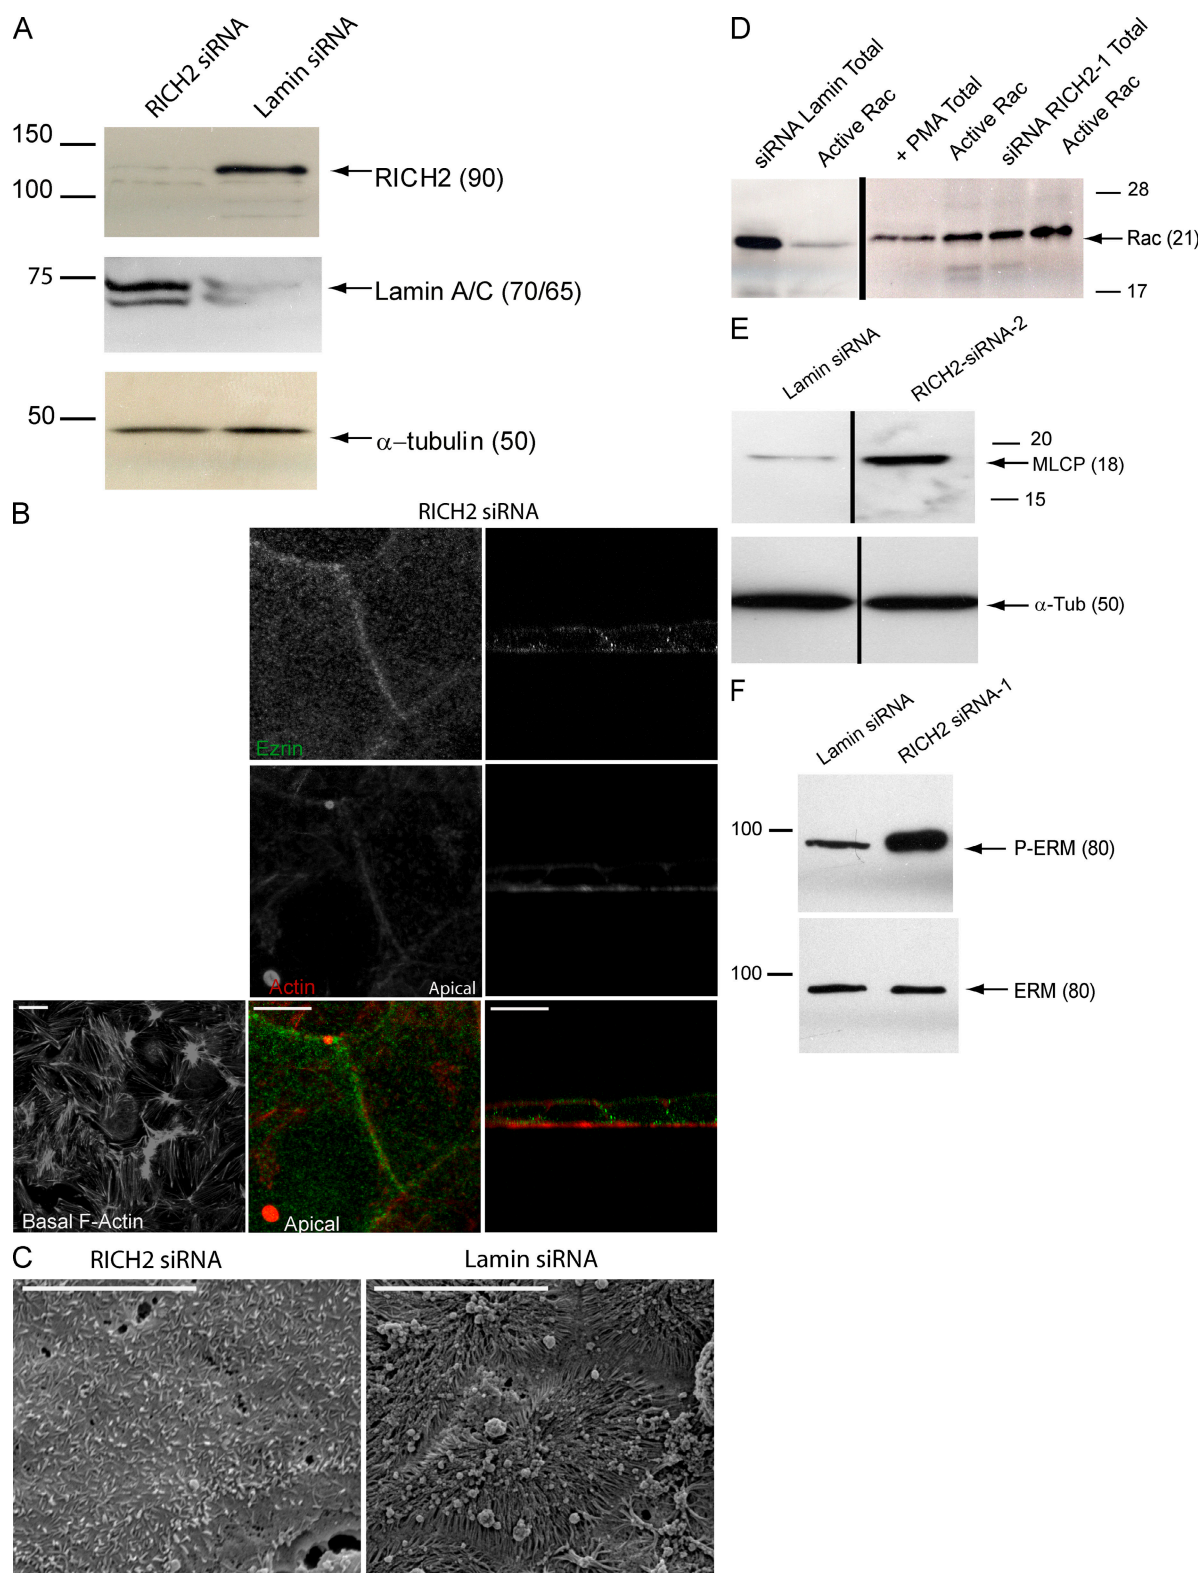 A
RICH2 siRNA
Lamin siRNA
150
100
RICH2 (90)
75
Lamin A/C (70/65)
50
α–tubulin (50)
B
RICH2 siRNA
Ezrin
Actin
Apical
Basal F-Actin
Apical
C
RICH2 siRNA
Lamin siRNA
D
siRNA Lamin Total
Active Rac
+ PMA Total
Active Rac
siRNA RICH2-1 Total
Active Rac
28
Rac (21)
17
E
Lamin siRNA
RICH2-siRNA-2
20
MLCP (18)
15
α-Tub (50)
F
Lamin siRNA
RICH2 siRNA-1
100
P-ERM (80)
100
ERM (80)